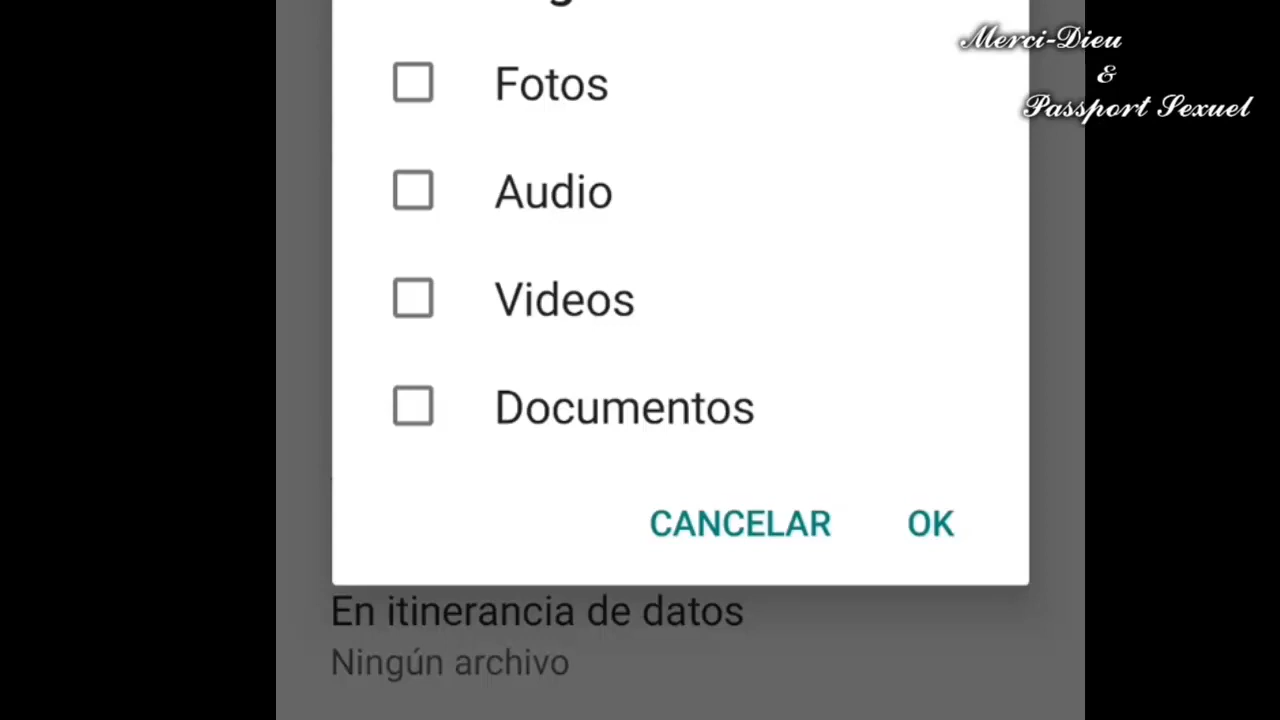 Merci-Dieu
&
Passport Sexuel
Fotos
Audio
Videos
Documentos
CANCELAR OK
En itinerancia de datos
Ningún archivo